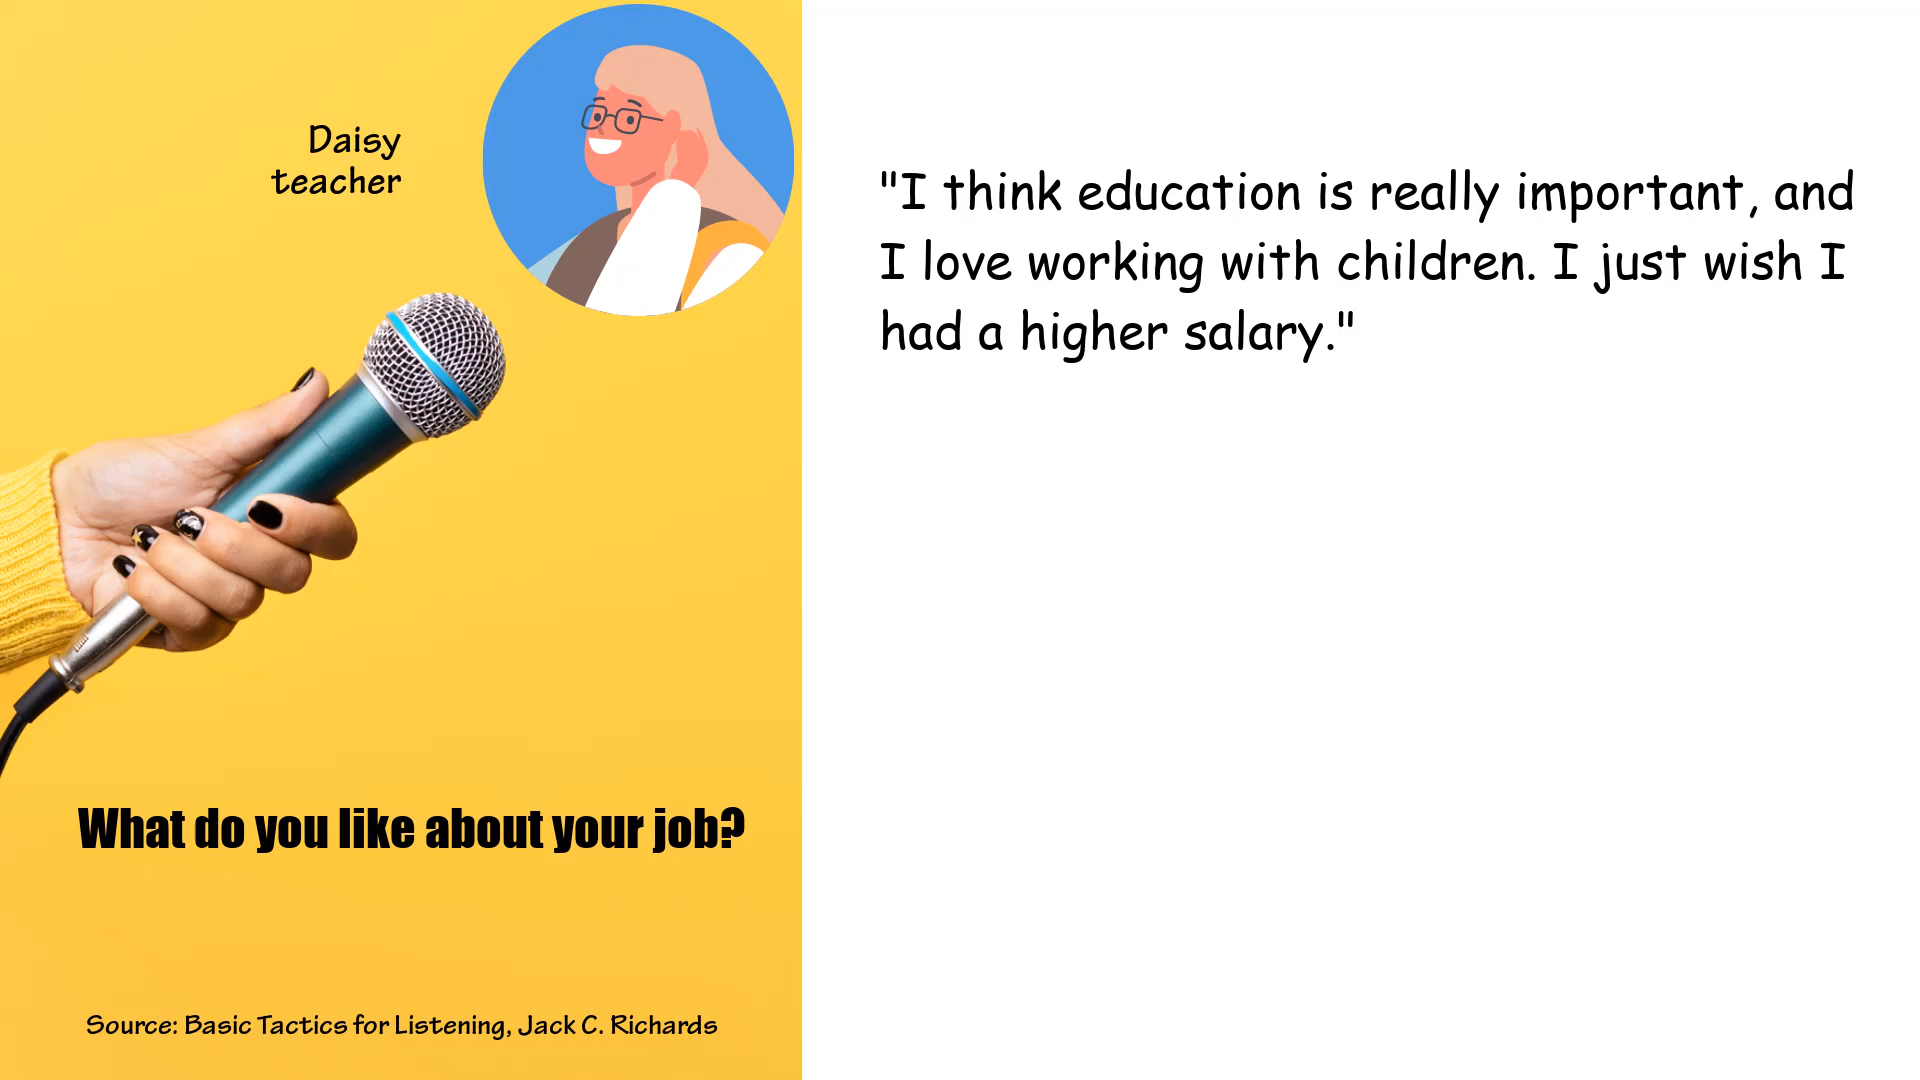 Daisy
teacher
"I think education is really important, and
I love working with children. I just wish I
had a higher salary."
What do you like about your job?
Source: Basic Tactics for Listening, Jack C. Richards